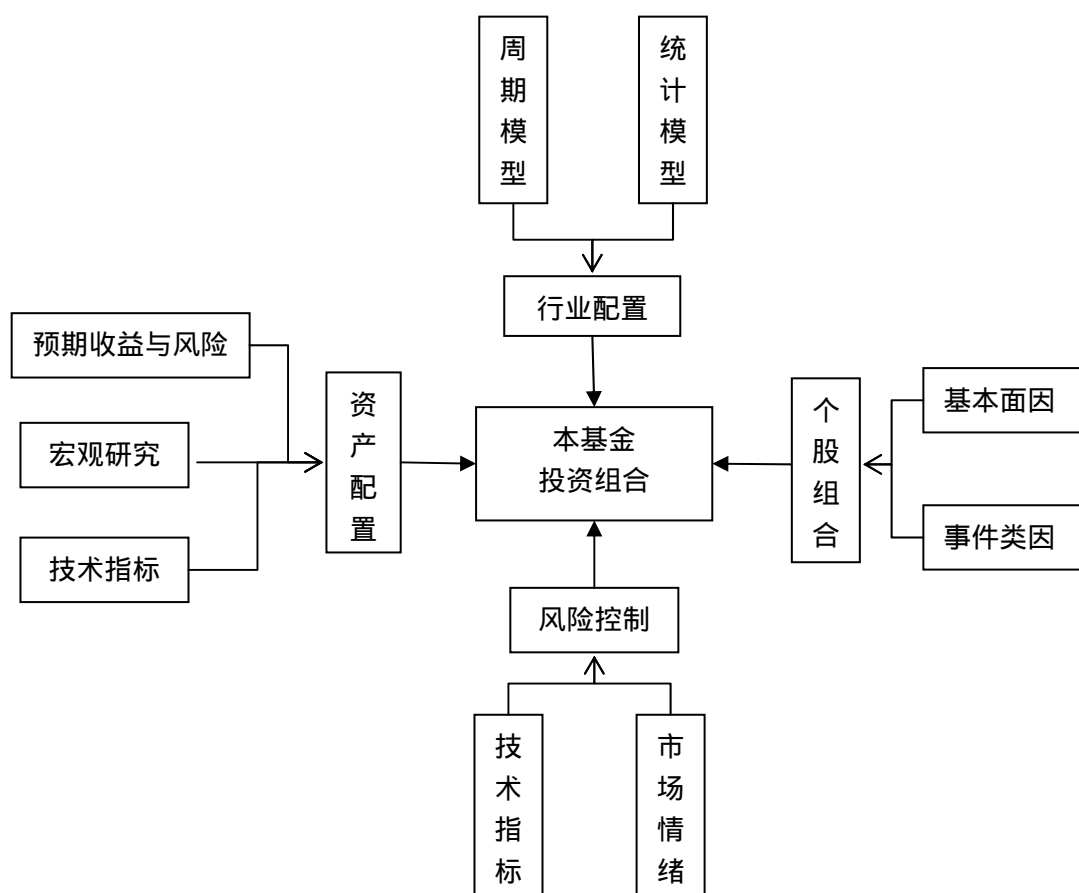 周期模型
统计模型
行业配置
预期收益与风险
宏观研究
技术指标
资产配置
本基金
投资组合
个股组合
基本面因
事件类因
风险控制
技术指标
市场情绪